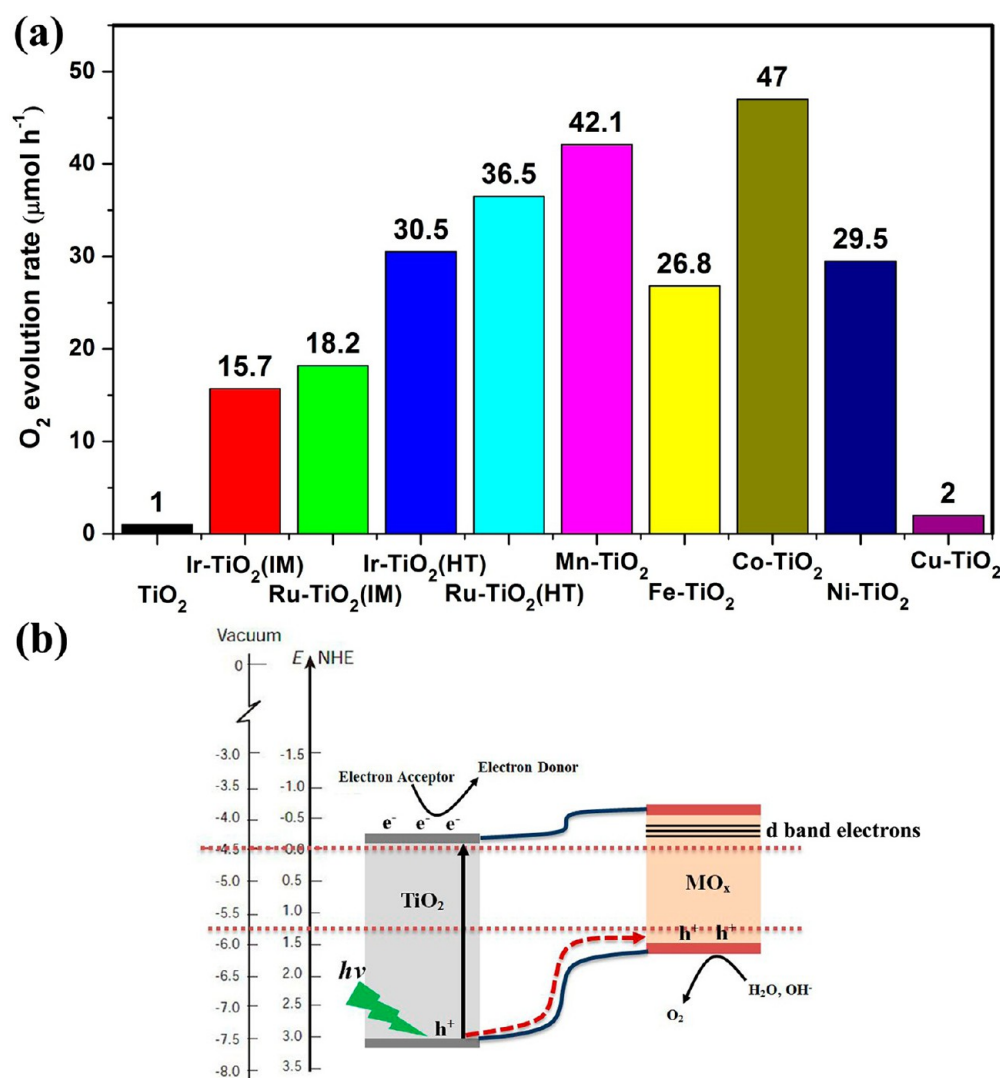 (a)
O₂ evolution rate (μmol h⁻¹)
50
40
30
20
10
0
1
15.7
18.2
30.5
36.5
42.1
26.8
47
29.5
2
TiO₂
Ir-TiO₂(IM)
Ru-TiO₂(IM)
Ir-TiO₂(HT)
Ru-TiO₂(HT)
Mn-TiO₂
Fe-TiO₂
Co-TiO₂
Ni-TiO₂
Cu-TiO₂
(b)
Vacuum
E NHE
0
-3.0
-3.5
-4.0
-4.5
-5.0
-5.5
-6.0
-6.5
-7.0
-7.5
-8.0
-1.5
-1.0
-0.5
0.0
0.5
1.0
1.5
2.0
2.5
3.0
3.5
Electron Acceptor
Electron Donor
e⁻ e⁻ e⁻
TiO₂
hν
h⁺
d band electrons
MOₓ
h⁺ h⁺
H₂O, OH⁻
O₂